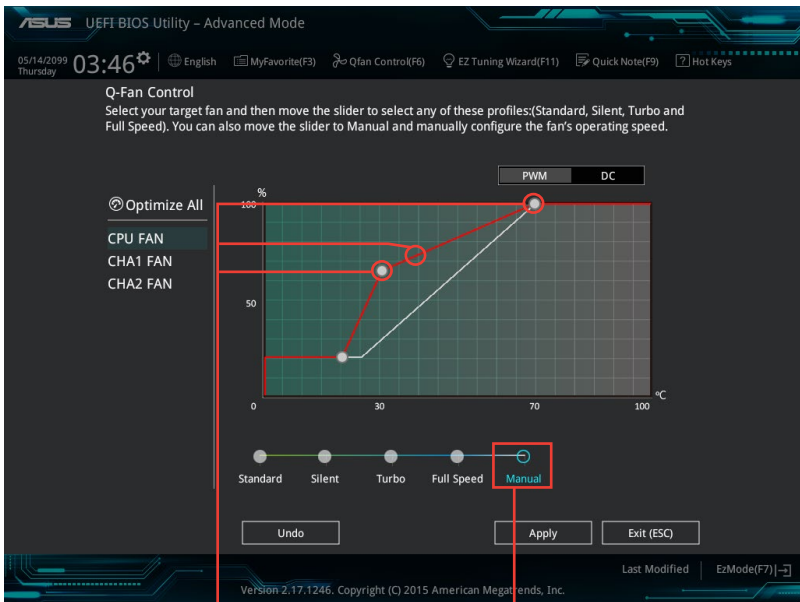 ASUS UEFI BIOS Utility – Advanced Mode
05/14/2099
Thursday
03:46 English MyFavorite(F3) Qfan Control(F6) EZ Tuning Wizard(F11) Quick Note(F9) ? Hot Keys
Q-Fan Control
Select your target fan and then move the slider to select any of these profiles:(Standard, Silent, Turbo and
Full Speed). You can also move the slider to Manual and manually configure the fan's operating speed.
PWM DC
Optimize All
CPU FAN
CHA1 FAN
CHA2 FAN
%
100
50
°C
0 30 70 100
Standard Silent Turbo Full Speed Manual
Undo Apply Exit (ESC)
Last Modified EzMode(F7)
Version 2.17.1246. Copyright (C) 2015 American Megatrends, Inc.